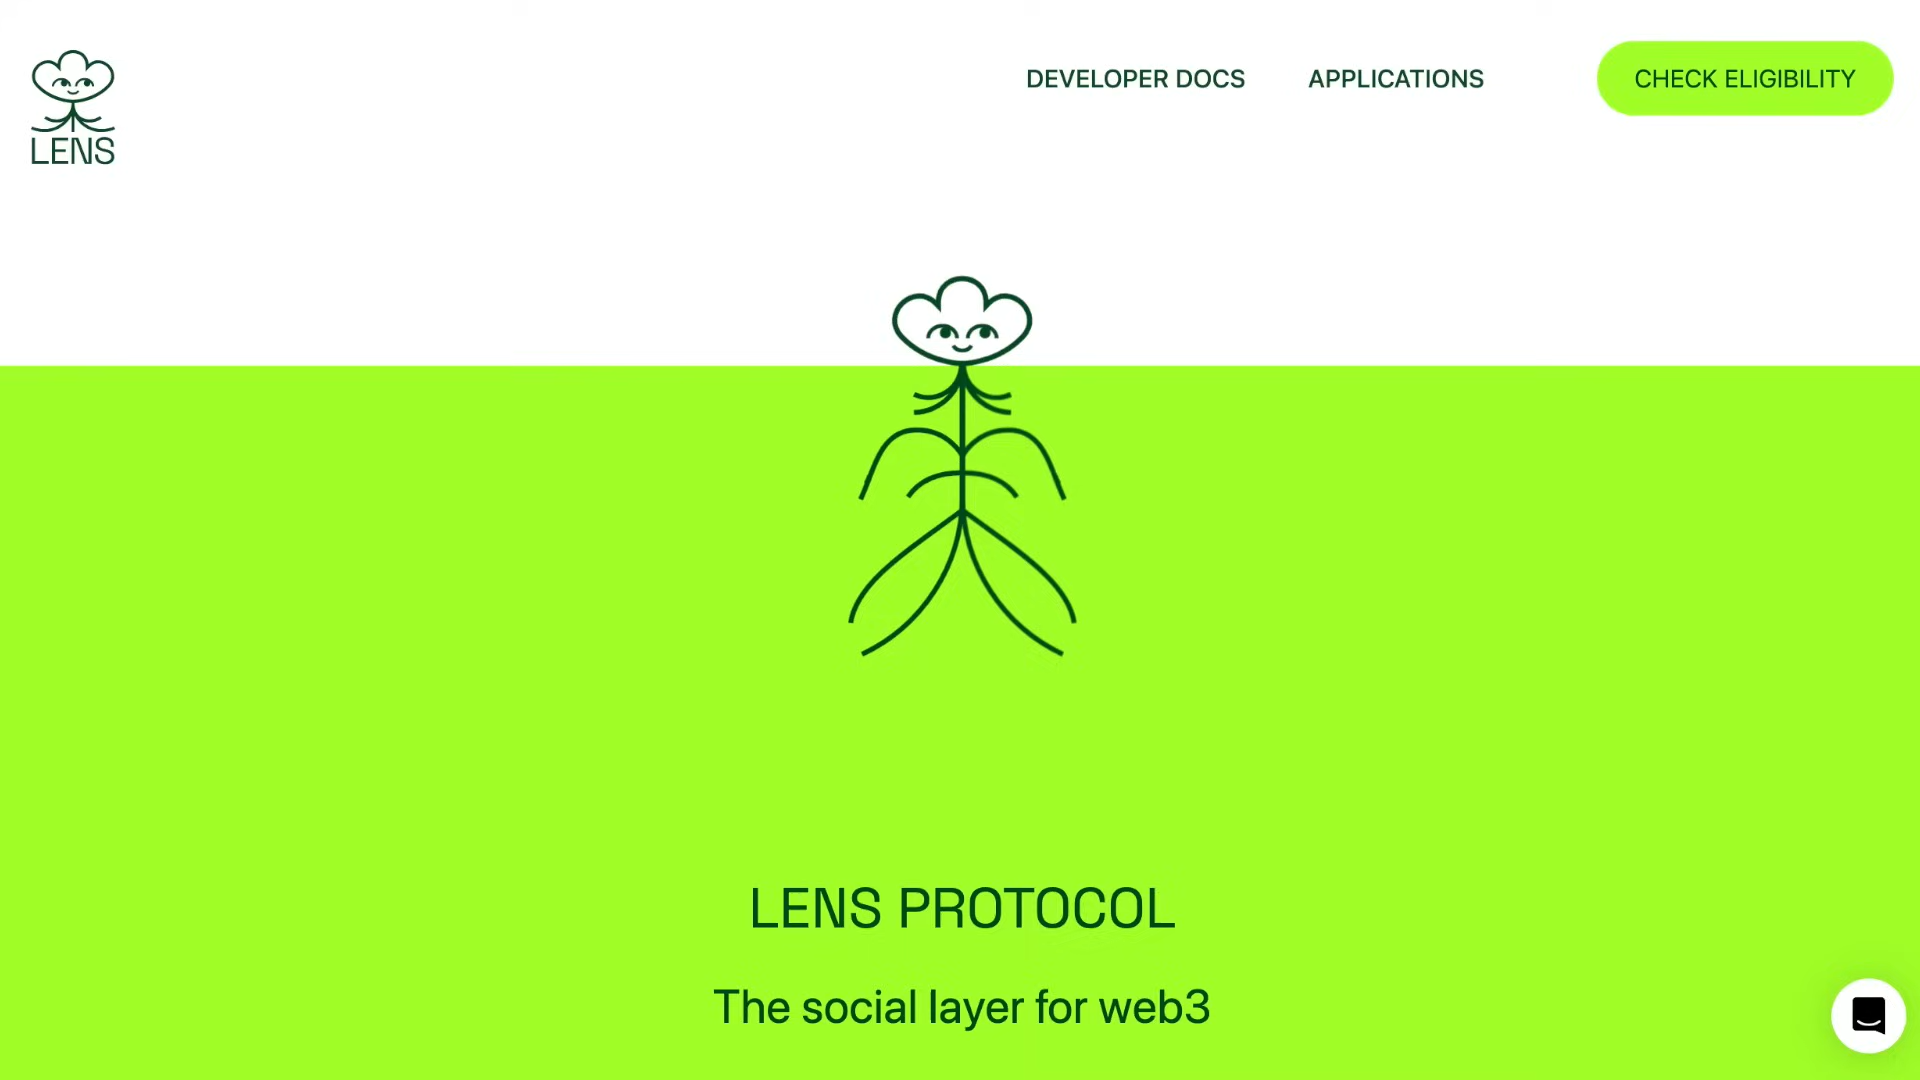 LENS
DEVELOPER DOCS
APPLICATIONS
CHECK ELIGIBILITY
LENS PROTOCOL
The social layer for web3